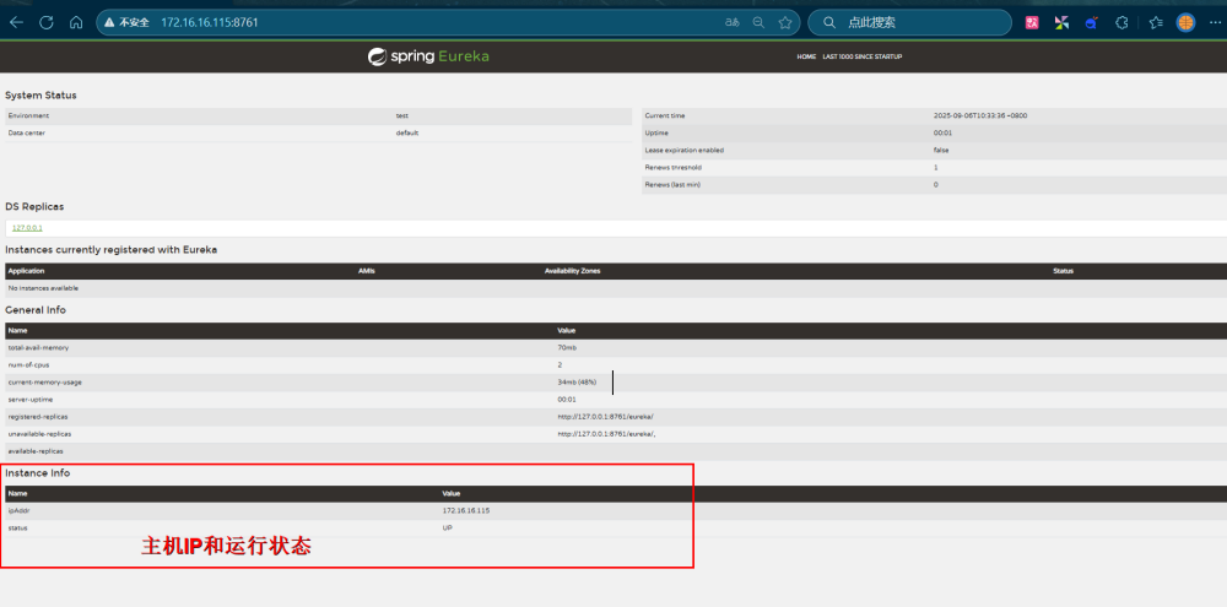 不安全 172.16.16.115:8761 aあ 点此搜索
spring Eureka HOME LAST 1000 SINCE STARTUP
System Status
Environment test
Data center default
Current time 2025-09-06T10:33:36 +0800
Uptime 00:01
Lease expiration enabled false
Renews threshold 1
Renews (last min) 0
DS Replicas
127.0.0.1
Instances currently registered with Eureka
Application AMIs Availability Zones Status
No instances available
General Info
Name Value
total-avail-memory 70mb
num-of-cpus 2
current-memory-usage 34mb (48%)
server-uptime 00:01
registered-replicas http://127.0.0.1:8761/eureka/
unavailable-replicas http://127.0.0.1:8761/eureka/,
available-replicas
Instance Info
Name Value
ipAddr 172.16.16.115
status UP
主机IP和运行状态